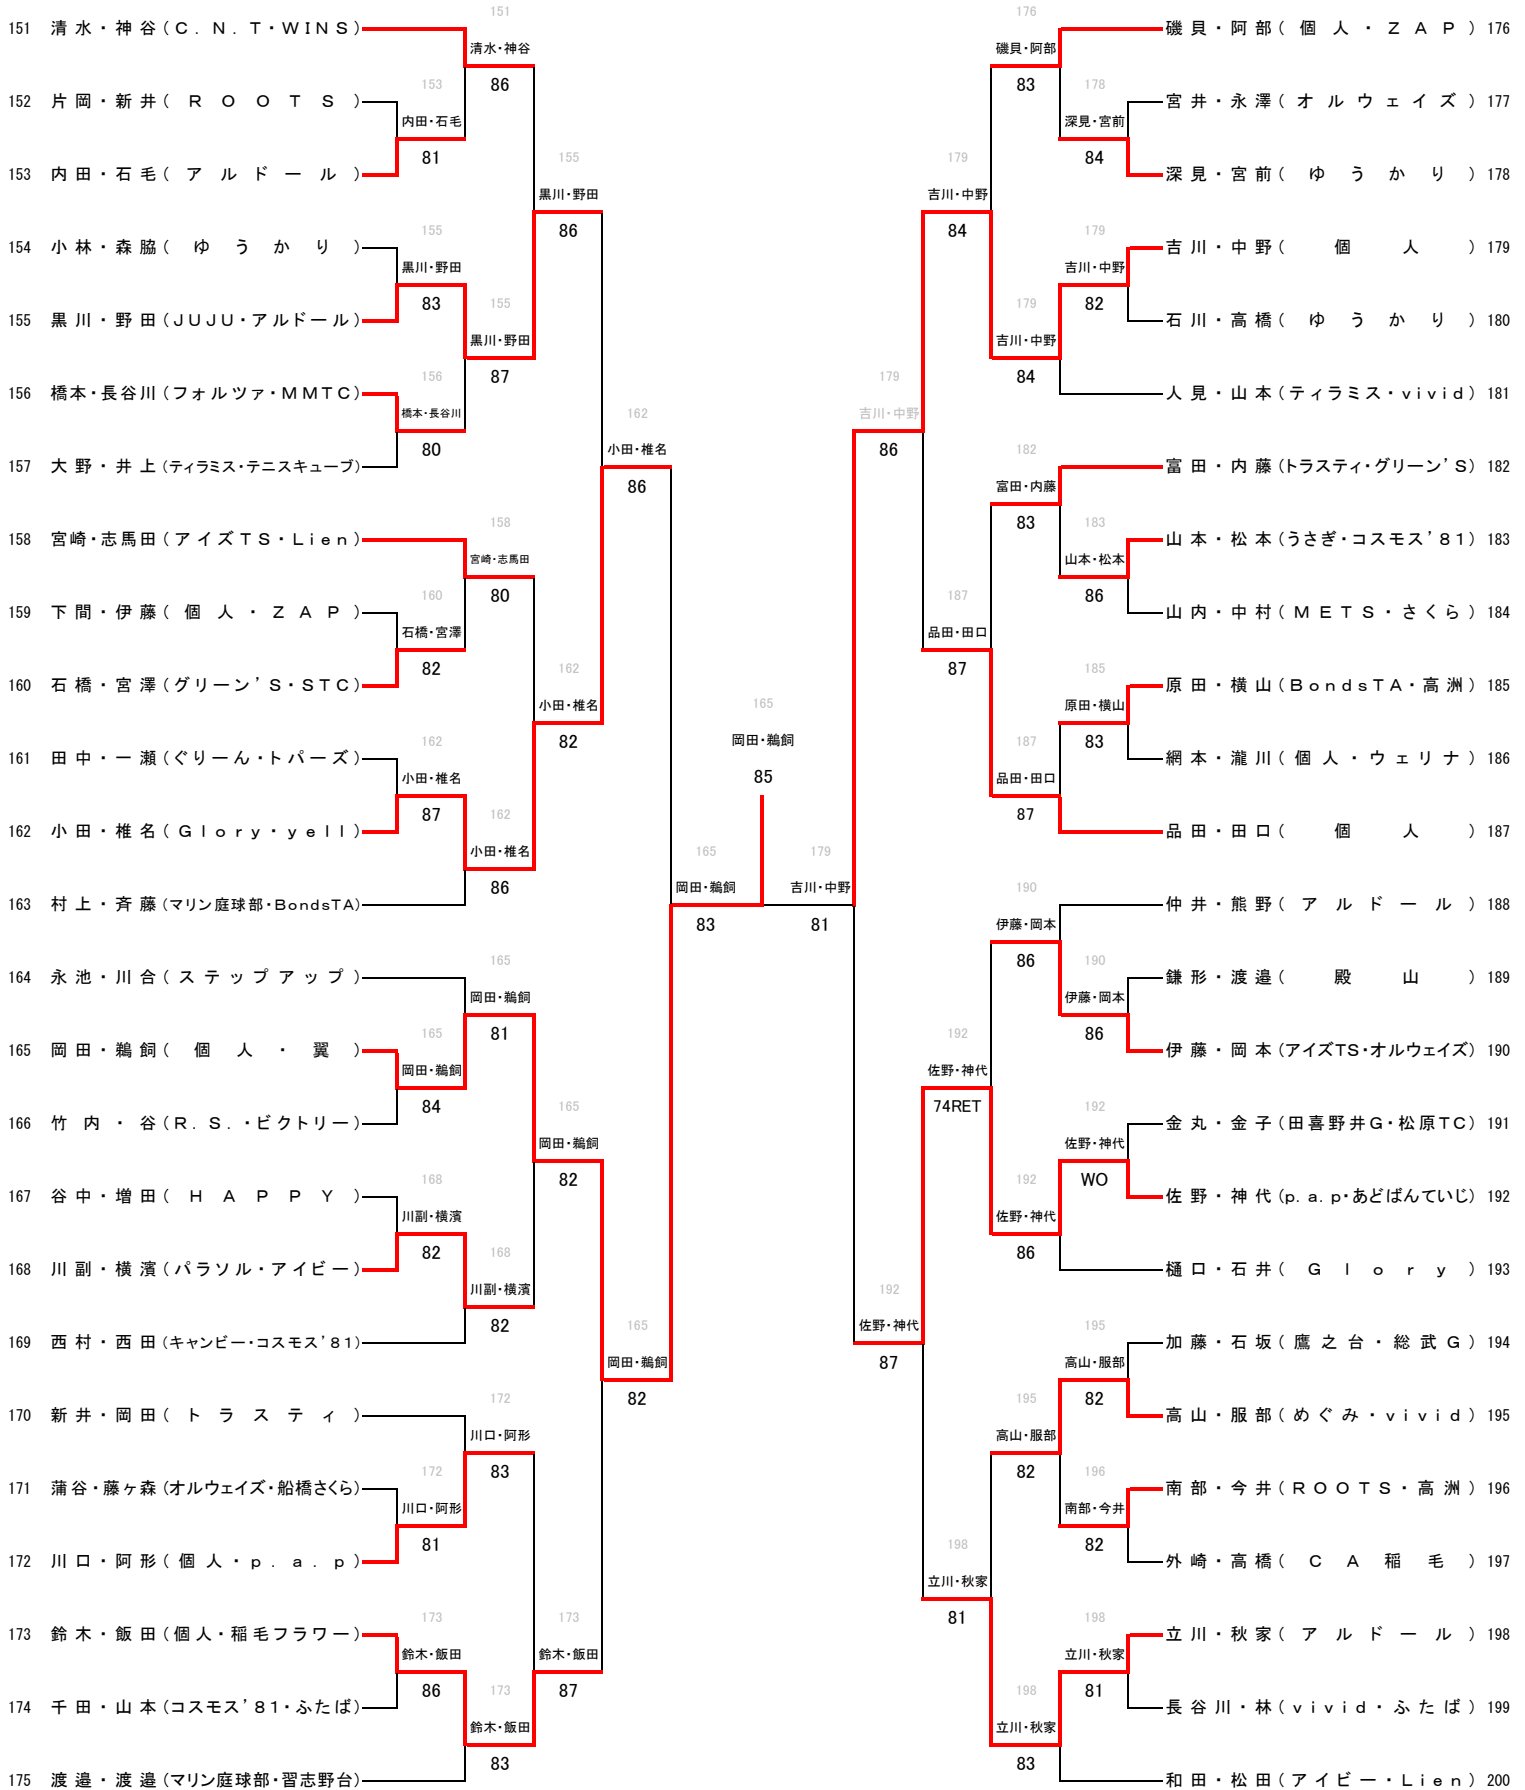 151 清水・神谷(C.N.T・WINS)
152 片岡・新井(ROOTS)
153 内田・石毛(アルドール)
154 小林・森脇(ゆうかり)
155 黒川・野田(JUJU・アルドール)
156 橋本・長谷川(フォルツァ・MMTC)
157 大野・井上(ティラミス・テニスキューブ)
158 宮崎・志馬田(アイズTS・Lien)
159 下間・伊藤(個人・ZAP)
160 石橋・宮澤(グリーン'S・STC)
161 田中・一瀬(ぐりーん・トパーズ)
162 小田・椎名(Glory・yell)
163 村上・斉藤(マリン庭球部・BondsTA)
164 永池・川合(ステップアップ)
165 岡田・鵜飼(個人・翼)
166 竹内・谷(R.S.・ビクトリー)
167 谷中・増田(HAPPY)
168 川副・横濱(パラソル・アイビー)
169 西村・西田(キャンビー・コスモス'81)
170 新井・岡田(トラスティ)
171 蒲谷・藤ヶ森(オルウェイズ・船橋さくら)
172 川口・阿形(個人・p.a.p)
173 鈴木・飯田(個人・稲毛フラワー)
174 千田・山本(コスモス'81・ふたば)
175 渡邉・渡邉(マリン庭球部・習志野台)
153
内田・石毛
81
155
黒川・野田
83
156
橋本・長谷川
80
160
石橋・宮澤
82
162
小田・椎名
87
165
岡田・鵜飼
84
168
川副・横濱
82
172
川口・阿形
81
173
鈴木・飯田
86
151
清水・神谷
86
155
黒川・野田
87
158
宮崎・志馬田
80
162
小田・椎名
86
165
岡田・鵜飼
81
168
川副・横濱
82
172
川口・阿形
83
173
鈴木・飯田
83
155
黒川・野田
86
162
小田・椎名
82
165
岡田・鵜飼
82
173
鈴木・飯田
87
162
小田・椎名
86
165
岡田・鵜飼
82
165
岡田・鵜飼
83
165
岡田・鵜飼
85
179
吉川・中野
81
179
吉川・中野
86
192
佐野・神代
87
179
吉川・中野
84
187
品田・田口
87
192
佐野・神代
74RET
198
立川・秋家
81
176
磯貝・阿部
83
179
吉川・中野
84
182
富田・内藤
83
187
品田・田口
87
190
伊藤・岡本
86
192
佐野・神代
86
195
高山・服部
82
198
立川・秋家
83
178
深見・宮前
84
179
吉川・中野
82
183
山本・松本
86
185
原田・横山
83
190
伊藤・岡本
86
192
佐野・神代
WO
195
高山・服部
82
196
南部・今井
82
198
立川・秋家
81
磯貝・阿部(個人・ZAP) 176
宮井・永澤(オルウェイズ) 177
深見・宮前(ゆうかり) 178
吉川・中野(個人) 179
石川・高橋(ゆうかり) 180
人見・山本(ティラミス・vivid) 181
富田・内藤(トラスティ・グリーン'S) 182
山本・松本(うさぎ・コスモス'81) 183
山内・中村(METS・さくら) 184
原田・横山(BondsTA・高洲) 185
網本・瀧川(個人・ウェリナ) 186
品田・田口(個人) 187
仲井・熊野(アルドール) 188
鎌形・渡邉(殿山) 189
伊藤・岡本(アイズTS・オルウェイズ) 190
金丸・金子(田喜野井G・松原TC) 191
佐野・神代(p.a.p・あどばんていじ) 192
樋口・石井(Glory) 193
加藤・石坂(鷹之台・総武G) 194
高山・服部(めぐみ・vivid) 195
南部・今井(ROOTS・高洲) 196
外崎・高橋(CA稲毛) 197
立川・秋家(アルドール) 198
長谷川・林(vivid・ふたば) 199
和田・松田(アイビー・Lien) 200